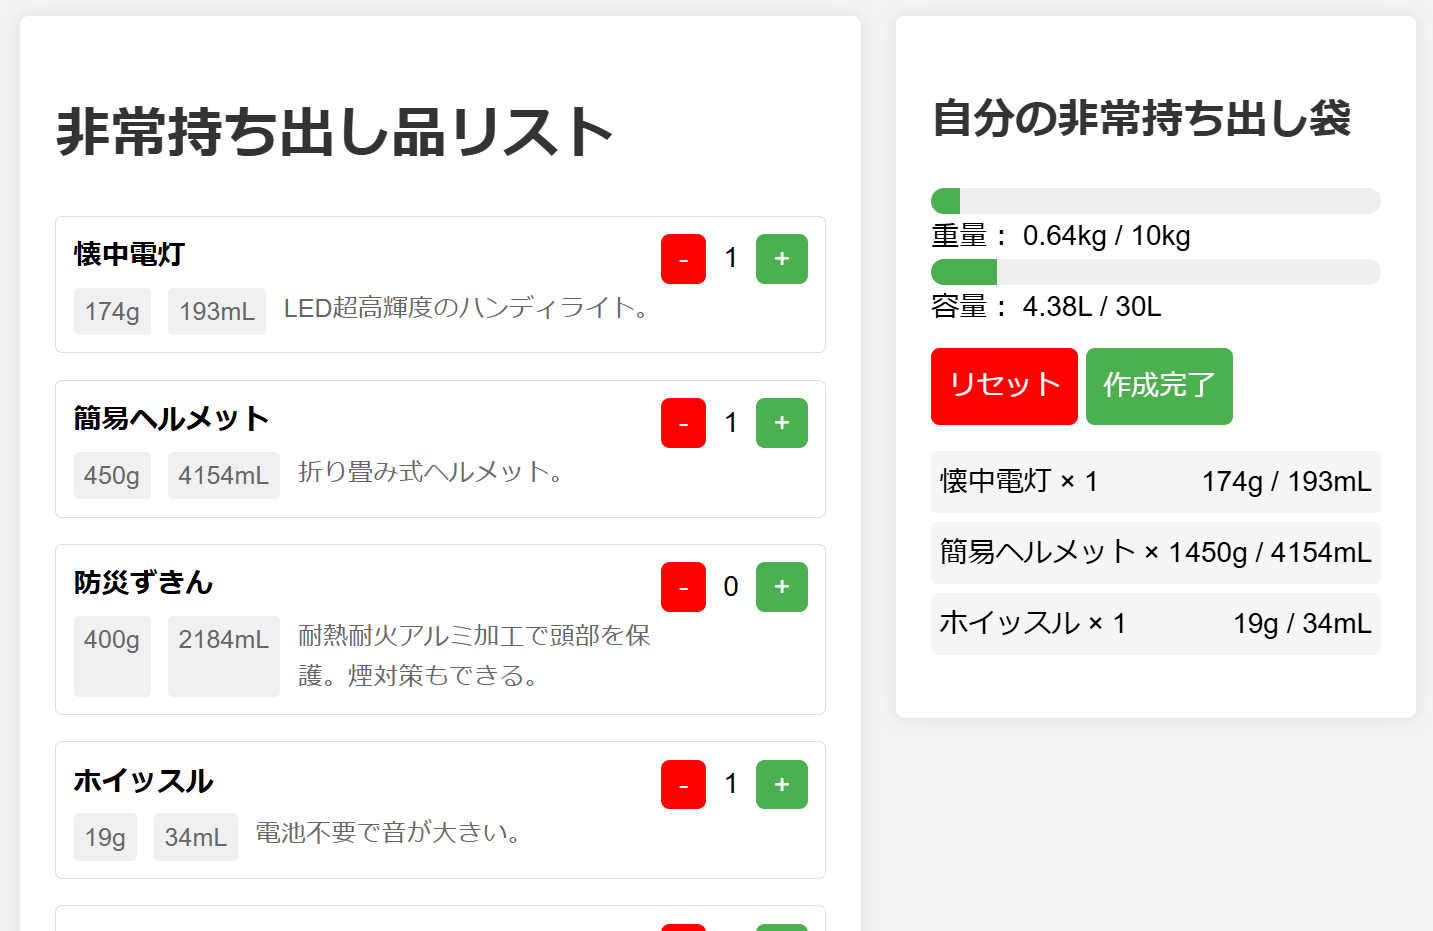 非常持ち出し品リスト
懐中電灯
- 1 +
174g 193mL LED超高輝度のハンディライト。
簡易ヘルメット
- 1 +
450g 4154mL 折り畳み式ヘルメット。
防災ずきん
- 0 +
400g 2184mL 耐熱耐火アルミ加工で頭部を保
護。煙対策もできる。
ホイッスル
- 1 +
19g 34mL 電池不要で音が大きい。
自分の非常持ち出し袋
重量： 0.64kg / 10kg
容量： 4.38L / 30L
リセット 作成完了
懐中電灯 × 1 174g / 193mL
簡易ヘルメット × 1 450g / 4154mL
ホイッスル × 1 19g / 34mL